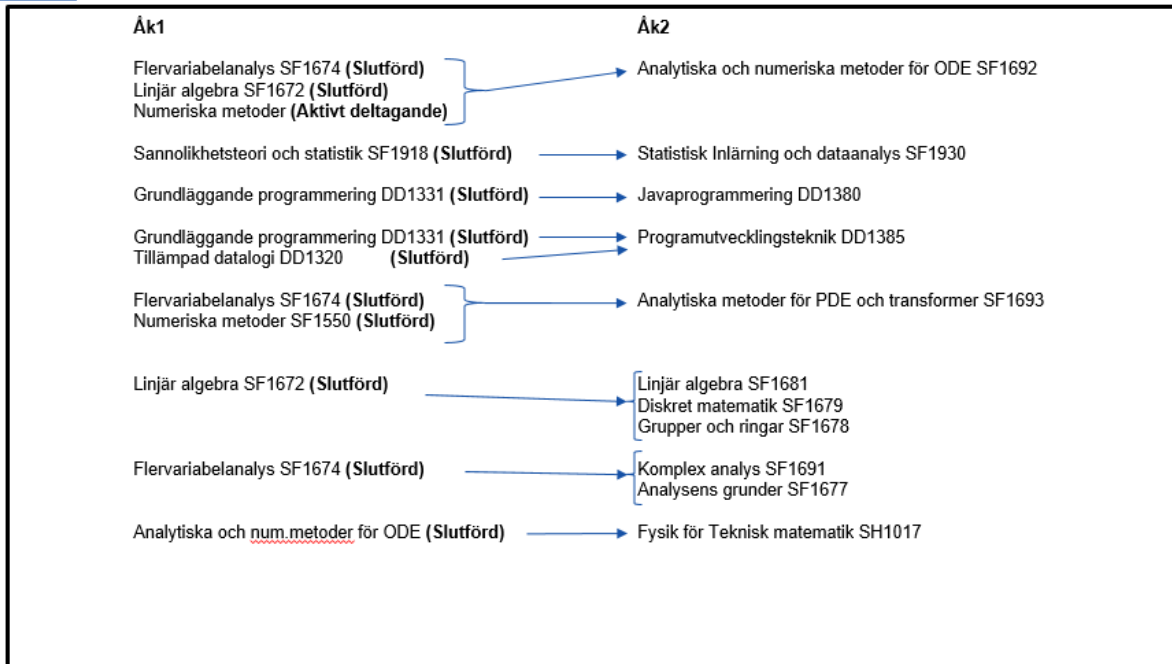 Åk1 Åk2
Flervariabelanalys SF1674 (Slutförd) Analytiska och numeriska metoder för ODE SF1692
Linjär algebra SF1672 (Slutförd)
Numeriska metoder (Aktivt deltagande)
Sannolikhetsteori och statistik SF1918 (Slutförd) Statistisk Inlärning och dataanalys SF1930
Grundläggande programmering DD1331 (Slutförd) Javaprogrammering DD1380
Grundläggande programmering DD1331 (Slutförd) Programutvecklingsteknik DD1385
Tillämpad datalogi DD1320 (Slutförd)
Flervariabelanalys SF1674 (Slutförd) Analytiska metoder för PDE och transformer SF1693
Numeriska metoder SF1550 (Slutförd)
Linjär algebra SF1672 (Slutförd) Linjär algebra SF1681
Diskret matematik SF1679
Grupper och ringar SF1678
Flervariabelanalys SF1674 (Slutförd) Komplex analys SF1691
Analysens grunder SF1677
Analytiska och num.metoder för ODE (Slutförd) Fysik för Teknisk matematik SH1017